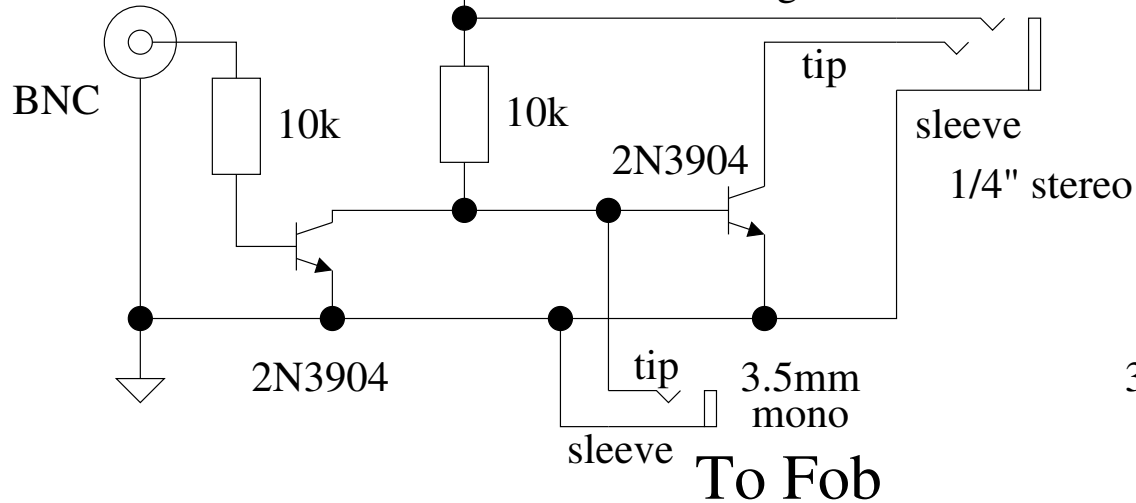 tip
BNC
10k
10k
sleeve
2N3904
1/4" stereo
2N3904
tip
3.5mm
mono
sleeve
To Fob